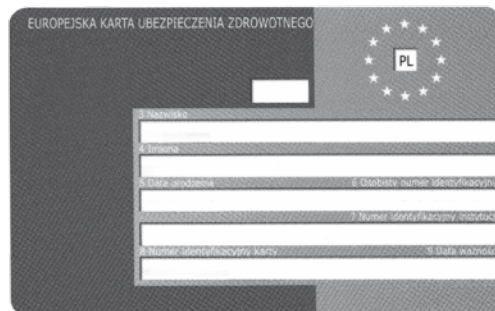 EUROPEJSKA KARTA UBEZPIECZENIA ZDROWOTNEGO
PL
3 Nazwisko
4 Imiona
5 Data urodzenia 6 Osobisty numer identyfikacyjny
7 Numer identyfikacyjny instytucji
8 Numer identyfikacyjny karty 9 Data ważności